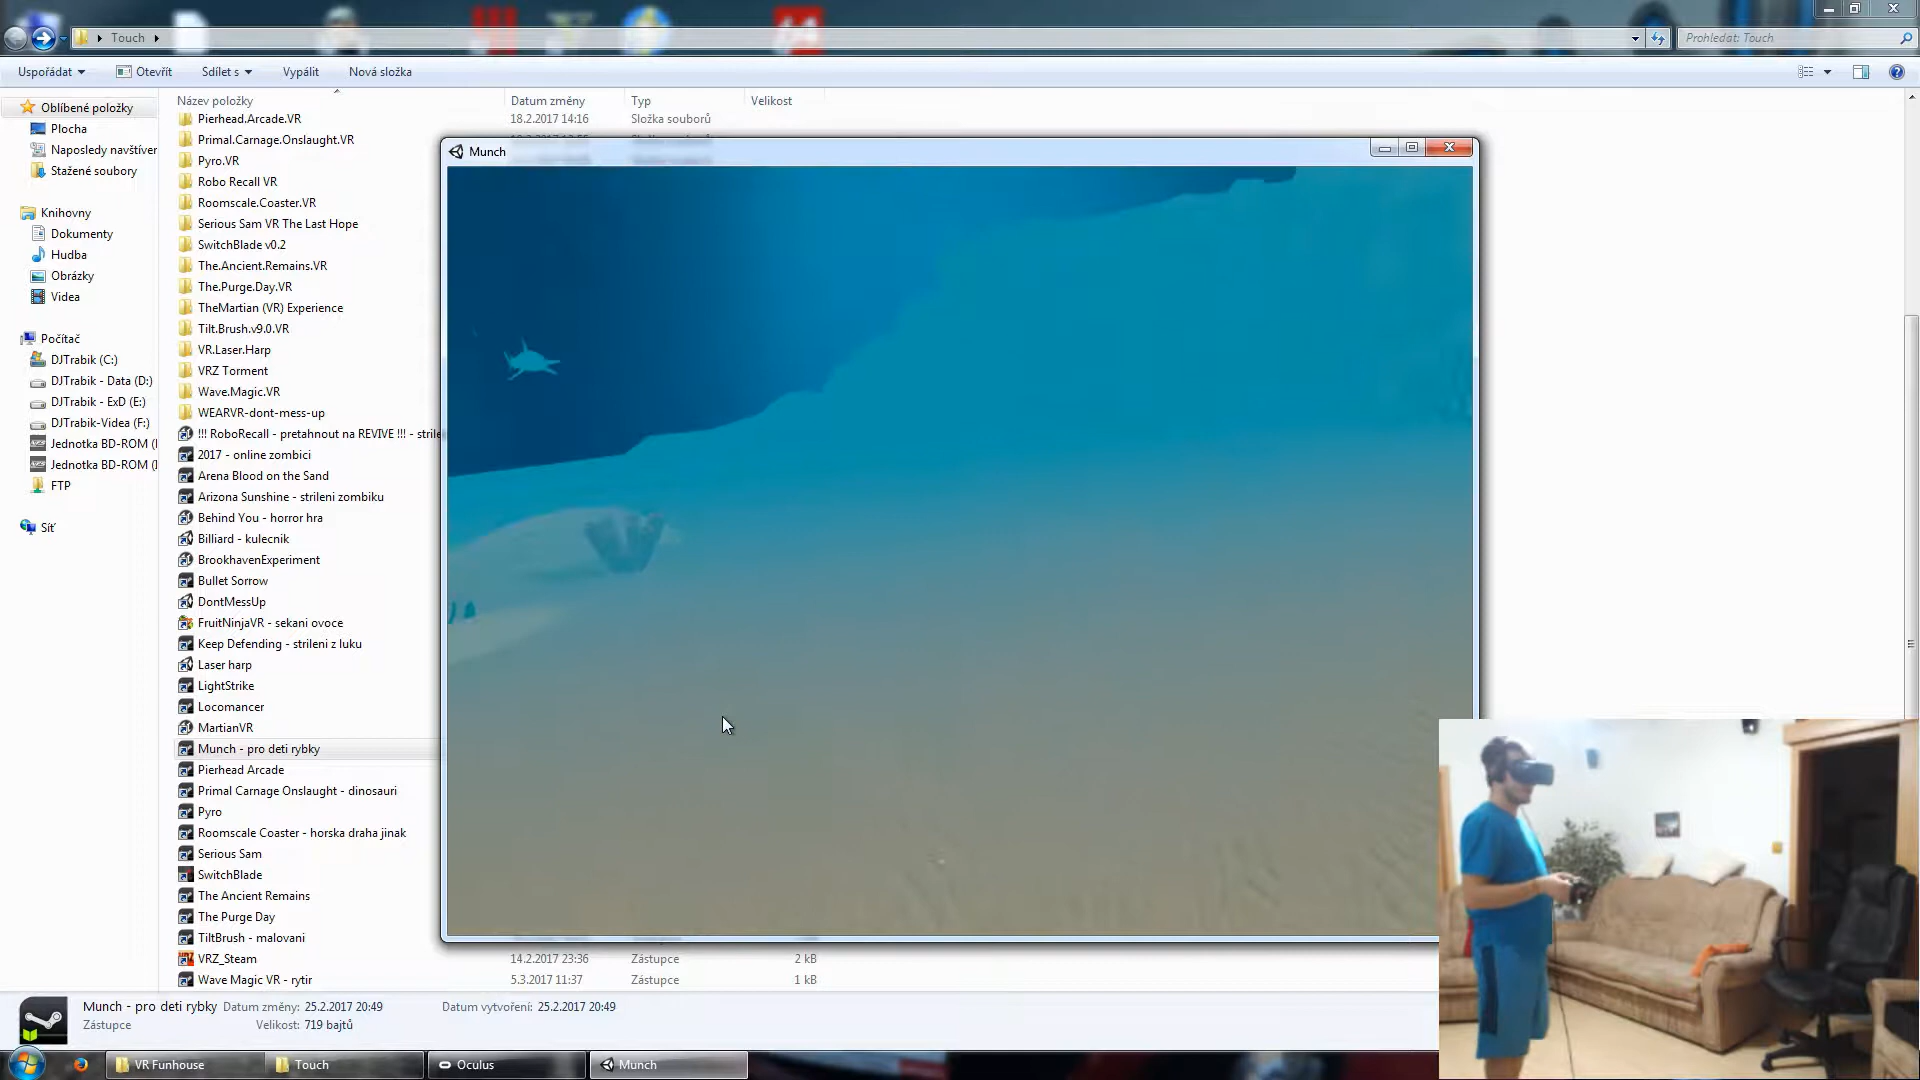 Touch
Prohledat: Touch
Uspořádat
Otevřít
Sdílet s
Vypálit
Nová složka
Oblíbené položky
Plocha
Naposledy navštíver
Stažené soubory
Knihovny
Dokumenty
Hudba
Obrázky
Videa
Počítač
DJTrabik (C:)
DJTrabik - Data (D:)
DJTrabik - ExD (E:)
DJTrabik-Videa (F:)
Jednotka BD-ROM (
Jednotka BD-ROM (
FTP
Síť
Název položky
Datum změny
Typ
Velikost
Pierhead.Arcade.VR 18.2.2017 14:16 Složka souborů
Primal.Carnage.Onslaught.VR
Pyro.VR
Robo Recall VR
Roomscale.Coaster.VR
Serious Sam VR The Last Hope
SwitchBlade v0.2
The.Ancient.Remains.VR
The.Purge.Day.VR
TheMartian (VR) Experience
Tilt.Brush.v9.0.VR
VR.Laser.Harp
VRZ Torment
Wave.Magic.VR
WEARVR-dont-mess-up
!!! RoboRecall - pretahnout na REVIVE !!! - strile
2017 - online zombici
Arena Blood on the Sand
Arizona Sunshine - strileni zombiku
Behind You - horror hra
Billiard - kulecnik
BrookhavenExperiment
Bullet Sorrow
DontMessUp
FruitNinjaVR - sekani ovoce
Keep Defending - strileni z luku
Laser harp
LightStrike
Locomancer
MartianVR
Munch - pro deti rybky
Pierhead Arcade
Primal Carnage Onslaught - dinosauri
Pyro
Roomscale Coaster - horska draha jinak
Serious Sam
SwitchBlade
The Ancient Remains
The Purge Day
TiltBrush - malovani
VRZ_Steam 14.2.2017 23:36 Zástupce 2 kB
Wave Magic VR - rytir 5.3.2017 11:37 Zástupce 1 kB
Munch
Munch - pro deti rybky Datum změny: 25.2.2017 20:49 Datum vytvoření: 25.2.2017 20:49
Zástupce Velikost: 719 bajtů
VR Funhouse
Touch
Oculus
Munch